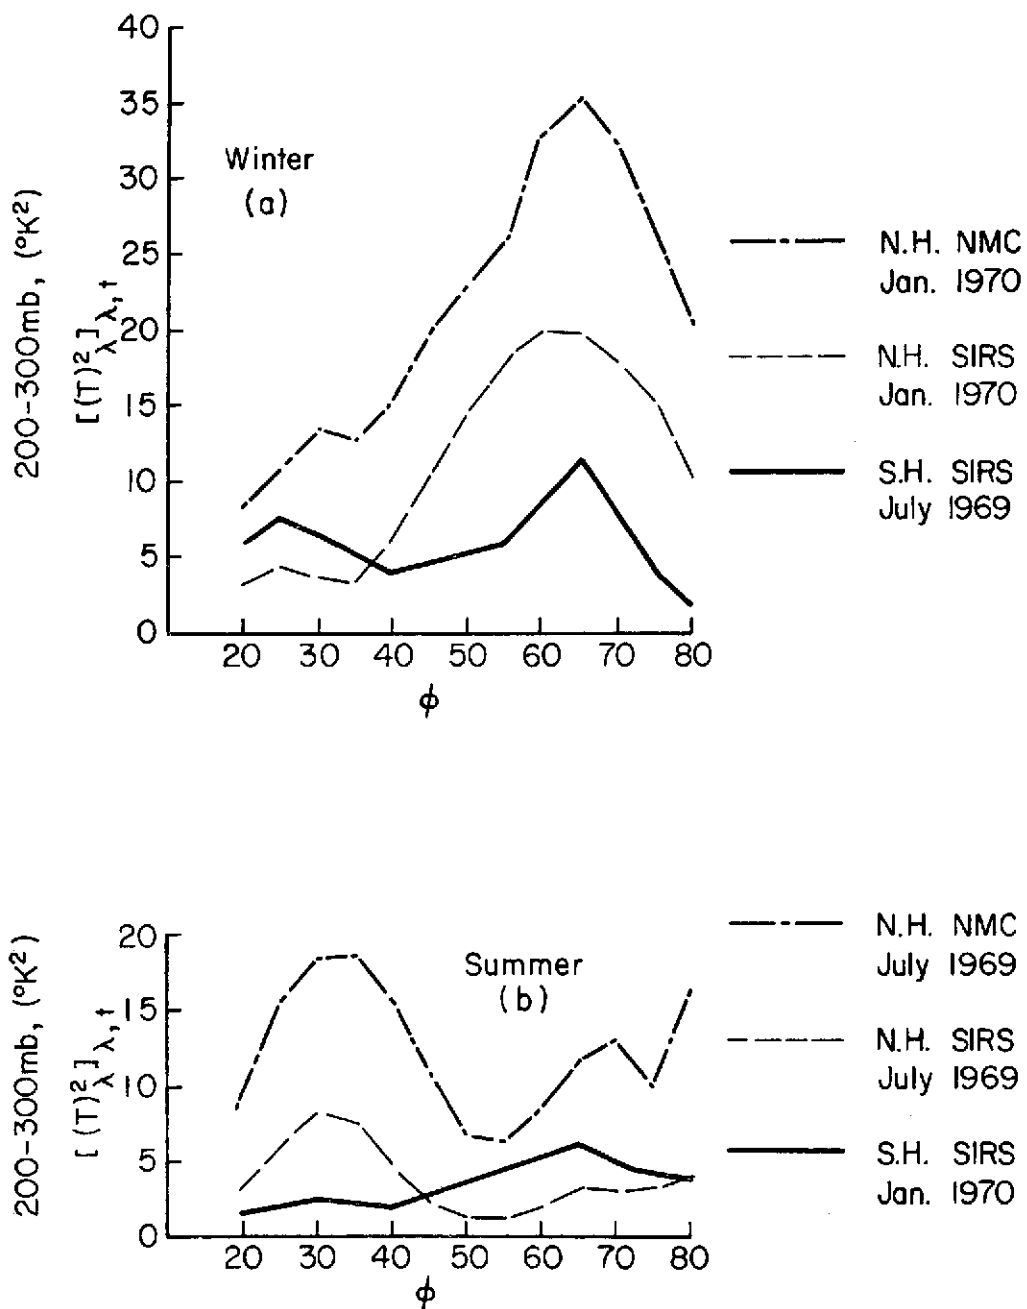 40
35
30
25
20
15
10
5
0
200-300mb, (°K²)
[(T)²λ]λ,t
Winter
(a)
20 30 40 50 60 70 80
ϕ
N.H. NMC
Jan. 1970
N.H. SIRS
Jan. 1970
S.H. SIRS
July 1969
20
15
10
5
0
200-300mb, (°K²)
[(T)²λ]λ,t
Summer
(b)
20 30 40 50 60 70 80
ϕ
N.H. NMC
July 1969
N.H. SIRS
July 1969
S.H. SIRS
Jan. 1970